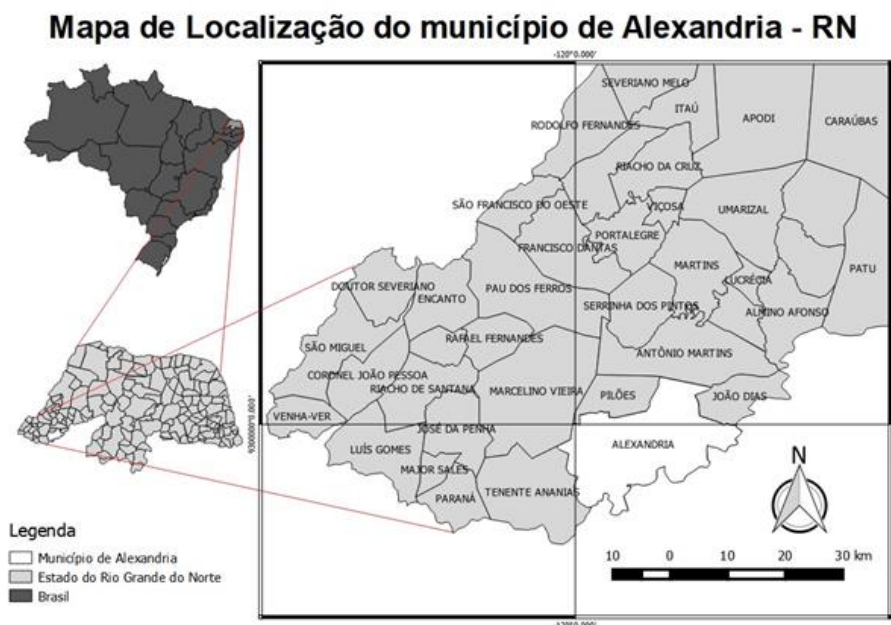 Mapa de Localização do município de Alexandria - RN
-120°0.000'
SEVERIANO MELO
ITAÚ
APODI
CARAÚBAS
RODOLFO FERNANDES
RIACHO DA CRUZ
SÃO FRANCISCO DO OESTE
VIÇOSA
UMARIZAL
PORTALEGRE
FRANCISCO DANTAS
MARTINS
PATU
DOUTOR SEVERIANO
ENCANTO
PAU DOS FERROS
LUCRÉCIA
SERRINHA DOS PINTOS
ALMINO AFONSO
RAFAEL FERNANDES
SÃO MIGUEL
ANTÔNIO MARTINS
CORONEL JOÃO PESSOA
RIACHO DE SANTANA
MARCELINO VIEIRA
PILÕES
JOÃO DIAS
VENHA-VER
9300000°0.000'
JOSÉ DA PENHA
ALEXANDRIA
LUÍS GOMES
N
MAJOR SALES
PARANÁ
TENENTE ANANIAS
10 0 10 20 30 km
Legenda
Município de Alexandria
Estado do Rio Grande do Norte
Brasil